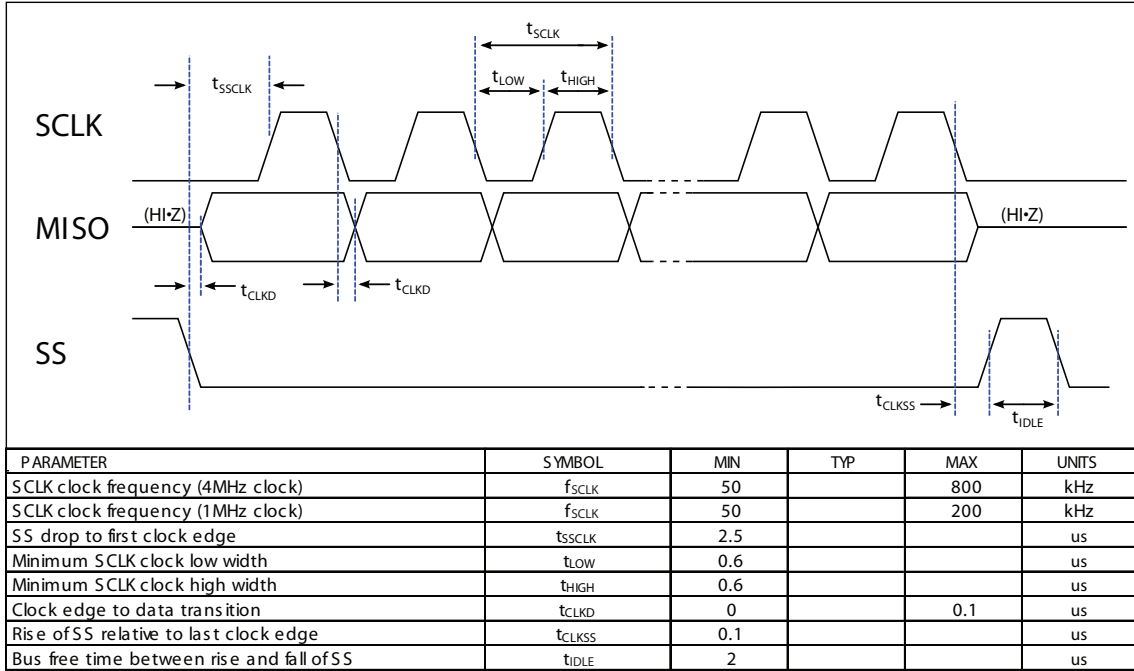 tSCLK
tSSCLK
tLOW
tHIGH
SCLK
(HI•Z)
(HI•Z)
MISO
tCLKD
tCLKD
SS
tCLKSS
tIDLE
PARAMETER SYMBOL MIN TYP MAX UNITS
SCLK clock frequency (4MHz clock) fSCLK 50 800 kHz
SCLK clock frequency (1MHz clock) fSCLK 50 200 kHz
SS drop to first clock edge tSSCLK 2.5 us
Minimum SCLK clock low width tLOW 0.6 us
Minimum SCLK clock high width tHIGH 0.6 us
Clock edge to data transition tCLKD 0 0.1 us
Rise of SS relative to last clock edge tCLKSS 0.1 us
Bus free time between rise and fall of SS tIDLE 2 us